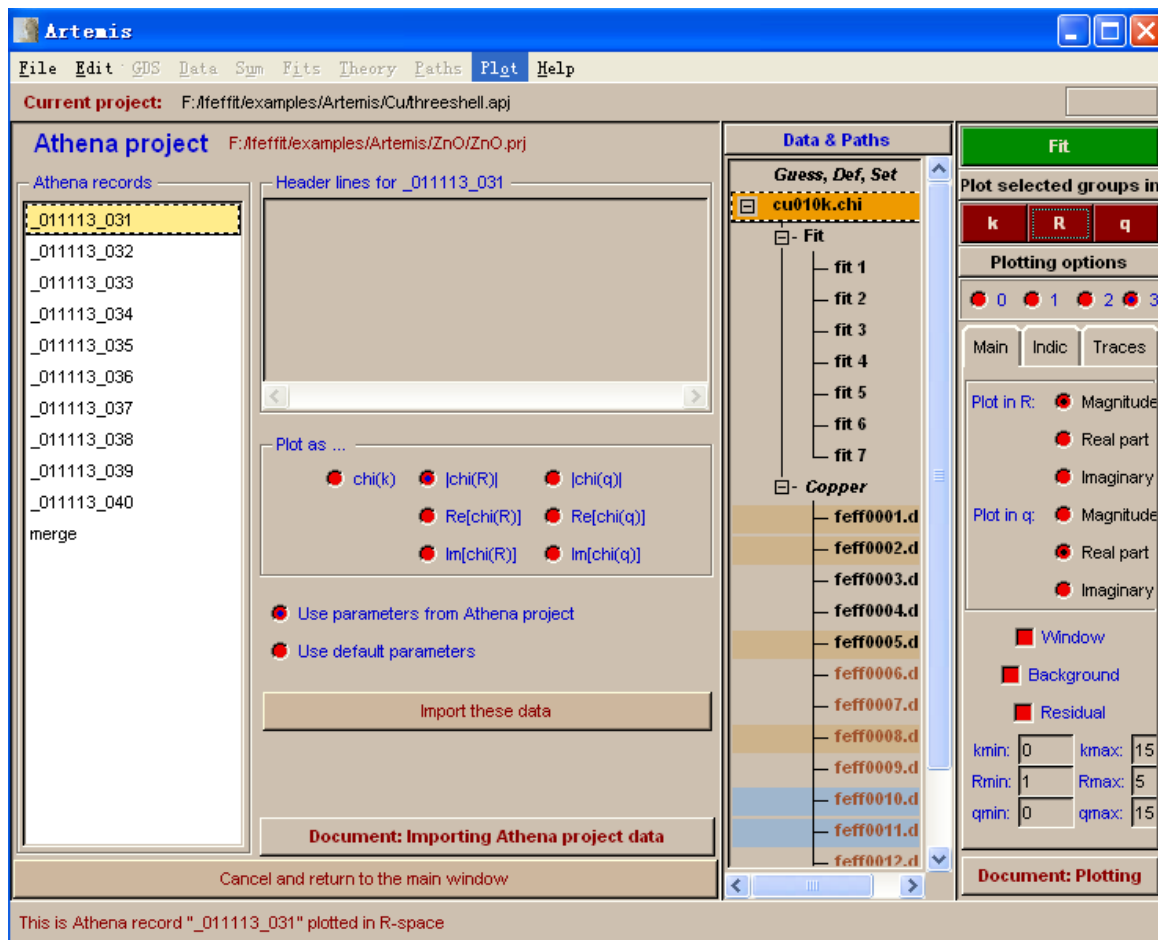 Artemis
File Edit GDS Data Sum Fits Theory Paths Plot Help
Current project: F:/Ifeffit/examples/Artemis/Cu/threeshell.apj
Athena project F:/Ifeffit/examples/Artemis/ZnO/ZnO.prj
Athena records
_011113_031
_011113_032
_011113_033
_011113_034
_011113_035
_011113_036
_011113_037
_011113_038
_011113_039
_011113_040
merge
Header lines for _011113_031
Plot as ...
chi(k) |chi(R)| |chi(q)|
Re[chi(R)] Re[chi(q)]
Im[chi(R)] Im[chi(q)]
Use parameters from Athena project
Use default parameters
Import these data
Document: Importing Athena project data
Cancel and return to the main window
Data & Paths
Guess, Def, Set
cu010k.chi
Fit
fit 1
fit 2
fit 3
fit 4
fit 5
fit 6
fit 7
Copper
feff0001.d
feff0002.d
feff0003.d
feff0004.d
feff0005.d
feff0006.d
feff0007.d
feff0008.d
feff0009.d
feff0010.d
feff0011.d
feff0012.d
Fit
Plot selected groups in
k R q
Plotting options
0 1 2 3
Main Indic Traces
Plot in R: Magnitude
Real part
Imaginary
Plot in q: Magnitude
Real part
Imaginary
Window
Background
Residual
kmin: 0 kmax: 15
Rmin: 1 Rmax: 5
qmin: 0 qmax: 15
Document: Plotting
This is Athena record "_011113_031" plotted in R-space